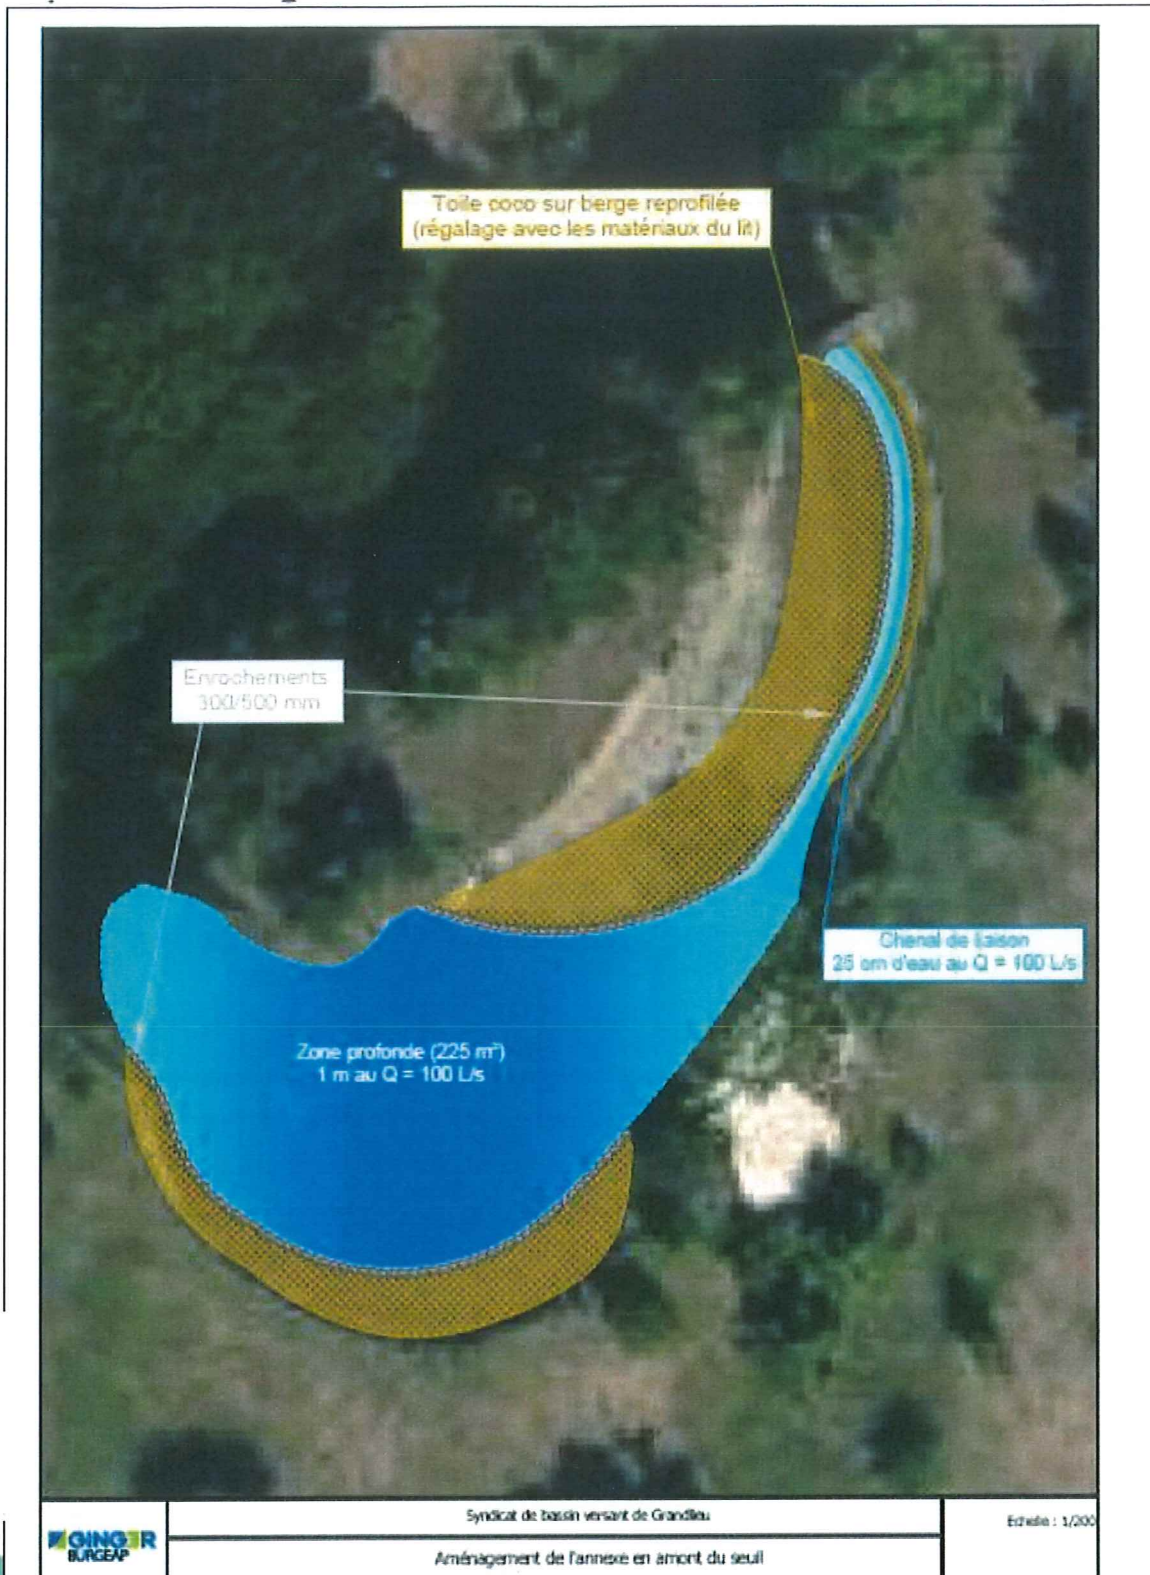 Toile coco sur berge reprofilée
(régalage avec les matériaux du lit)
Enrochements
300/500 mm
Chenal de liaison
25 cm d'eau au Q = 100 L/s
Zone profonde (225 m²)
1 m au Q = 100 L/s
Syndicat de bassin versant de Grandlieu
Echelle : 1/200
GINGER
BURGEAP
Aménagement de l'annexe en amont du seuil